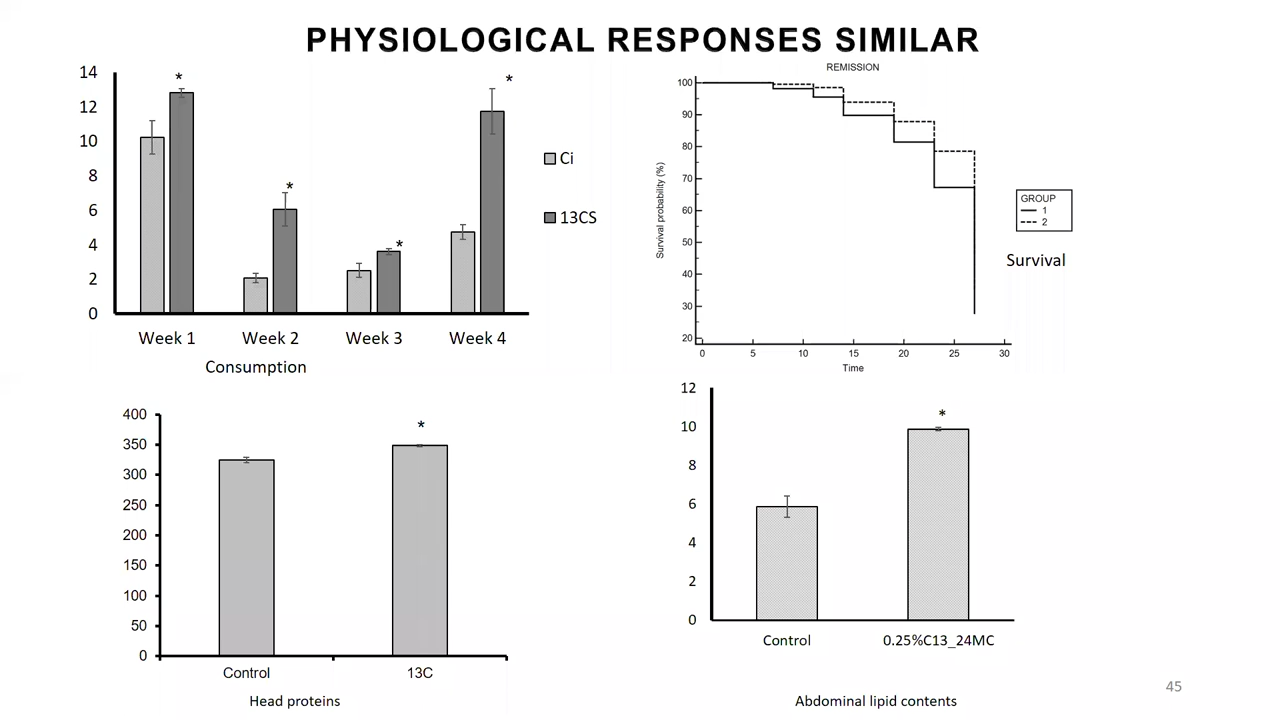 PHYSIOLOGICAL RESPONSES SIMILAR
14
12
10
8
6
4
2
0
*
*
*
*
Week 1 Week 2 Week 3 Week 4
Consumption
Ci
13CS
REMISSION
Survival probability (%)
100
90
80
70
60
50
40
30
20
0 5 10 15 20 25 30
Time
GROUP
1
2
Survival
400
350
300
250
200
150
100
50
0
*
Control 13C
Head proteins
12
10
8
6
4
2
0
*
Control 0.25%C13_24MC
Abdominal lipid contents
45